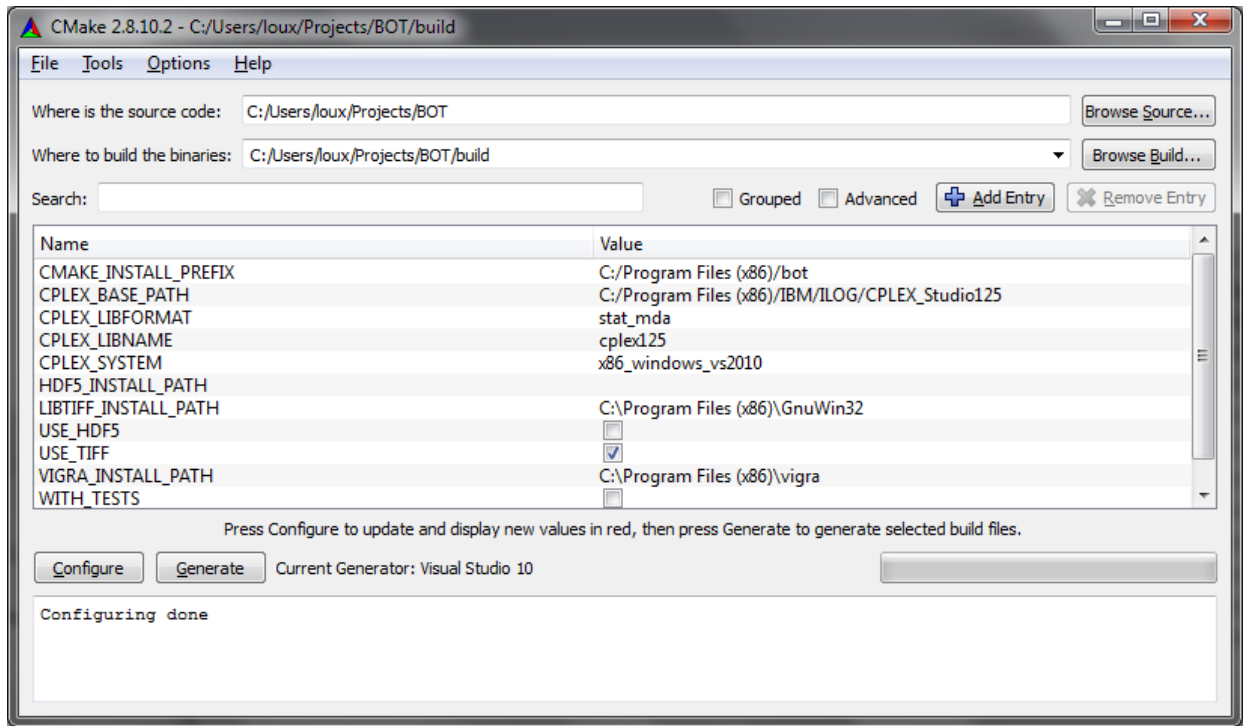 CMake 2.8.10.2 - C:/Users/loux/Projects/BOT/build
File Tools Options Help
Where is the source code: C:/Users/loux/Projects/BOT Browse Source...
Where to build the binaries: C:/Users/loux/Projects/BOT/build Browse Build...
Search: Grouped Advanced Add Entry Remove Entry
Name Value
CMAKE_INSTALL_PREFIX C:/Program Files (x86)/bot
CPLEX_BASE_PATH C:/Program Files (x86)/IBM/ILOG/CPLEX_Studio125
CPLEX_LIBFORMAT stat_mda
CPLEX_LIBNAME cplex125
CPLEX_SYSTEM x86_windows_vs2010
HDF5_INSTALL_PATH
LIBTIFF_INSTALL_PATH C:\Program Files (x86)\GnuWin32
USE_HDF5
USE_TIFF
VIGRA_INSTALL_PATH C:\Program Files (x86)\vigra
WITH_TESTS
Press Configure to update and display new values in red, then press Generate to generate selected build files.
Configure Generate Current Generator: Visual Studio 10
Configuring done